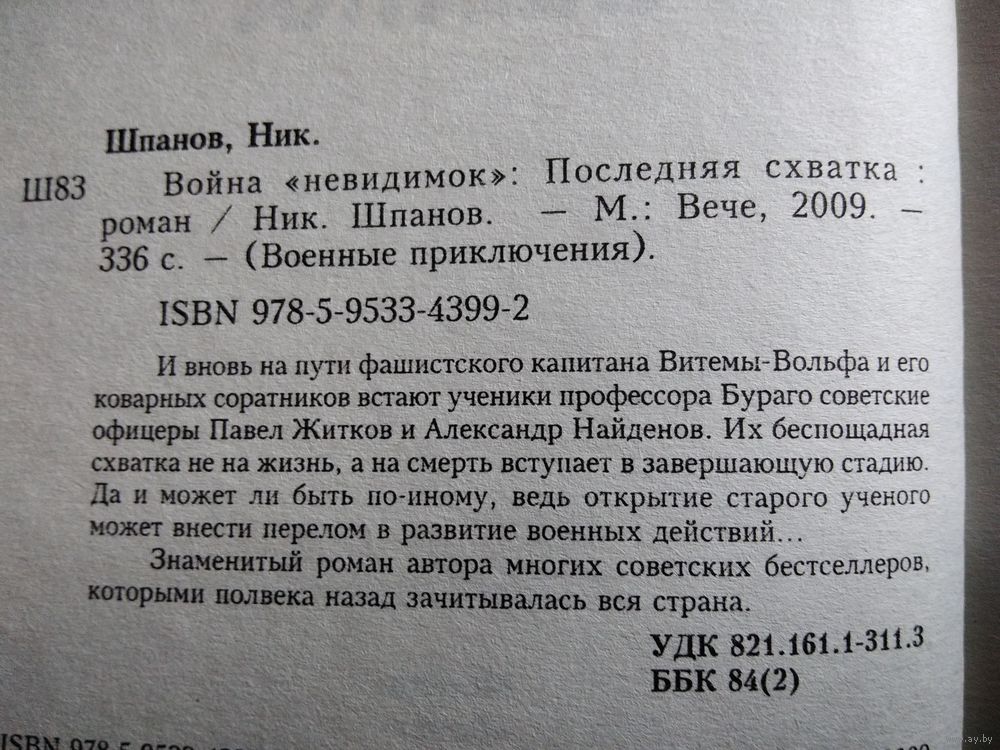 Шпанов, Ник.
Ш83 Война «невидимок»: Последняя схватка :
роман / Ник. Шпанов. — М.: Вече, 2009. —
336 с. — (Военные приключения).
ISBN 978-5-9533-4399-2
И вновь на пути фашистского капитана Витемы-Вольфа и его
коварных соратников встают ученики профессора Бураго советские
офицеры Павел Житков и Александр Найденов. Их беспощадная
схватка не на жизнь, а на смерть вступает в завершающую стадию.
Да и может ли быть по-иному, ведь открытие старого ученого
может внести перелом в развитие военных действий...
Знаменитый роман автора многих советских бестселлеров,
которыми полвека назад зачитывалась вся страна.
УДК 821.161.1-311.3
ББК 84(2)
ISBN 978-5-9533